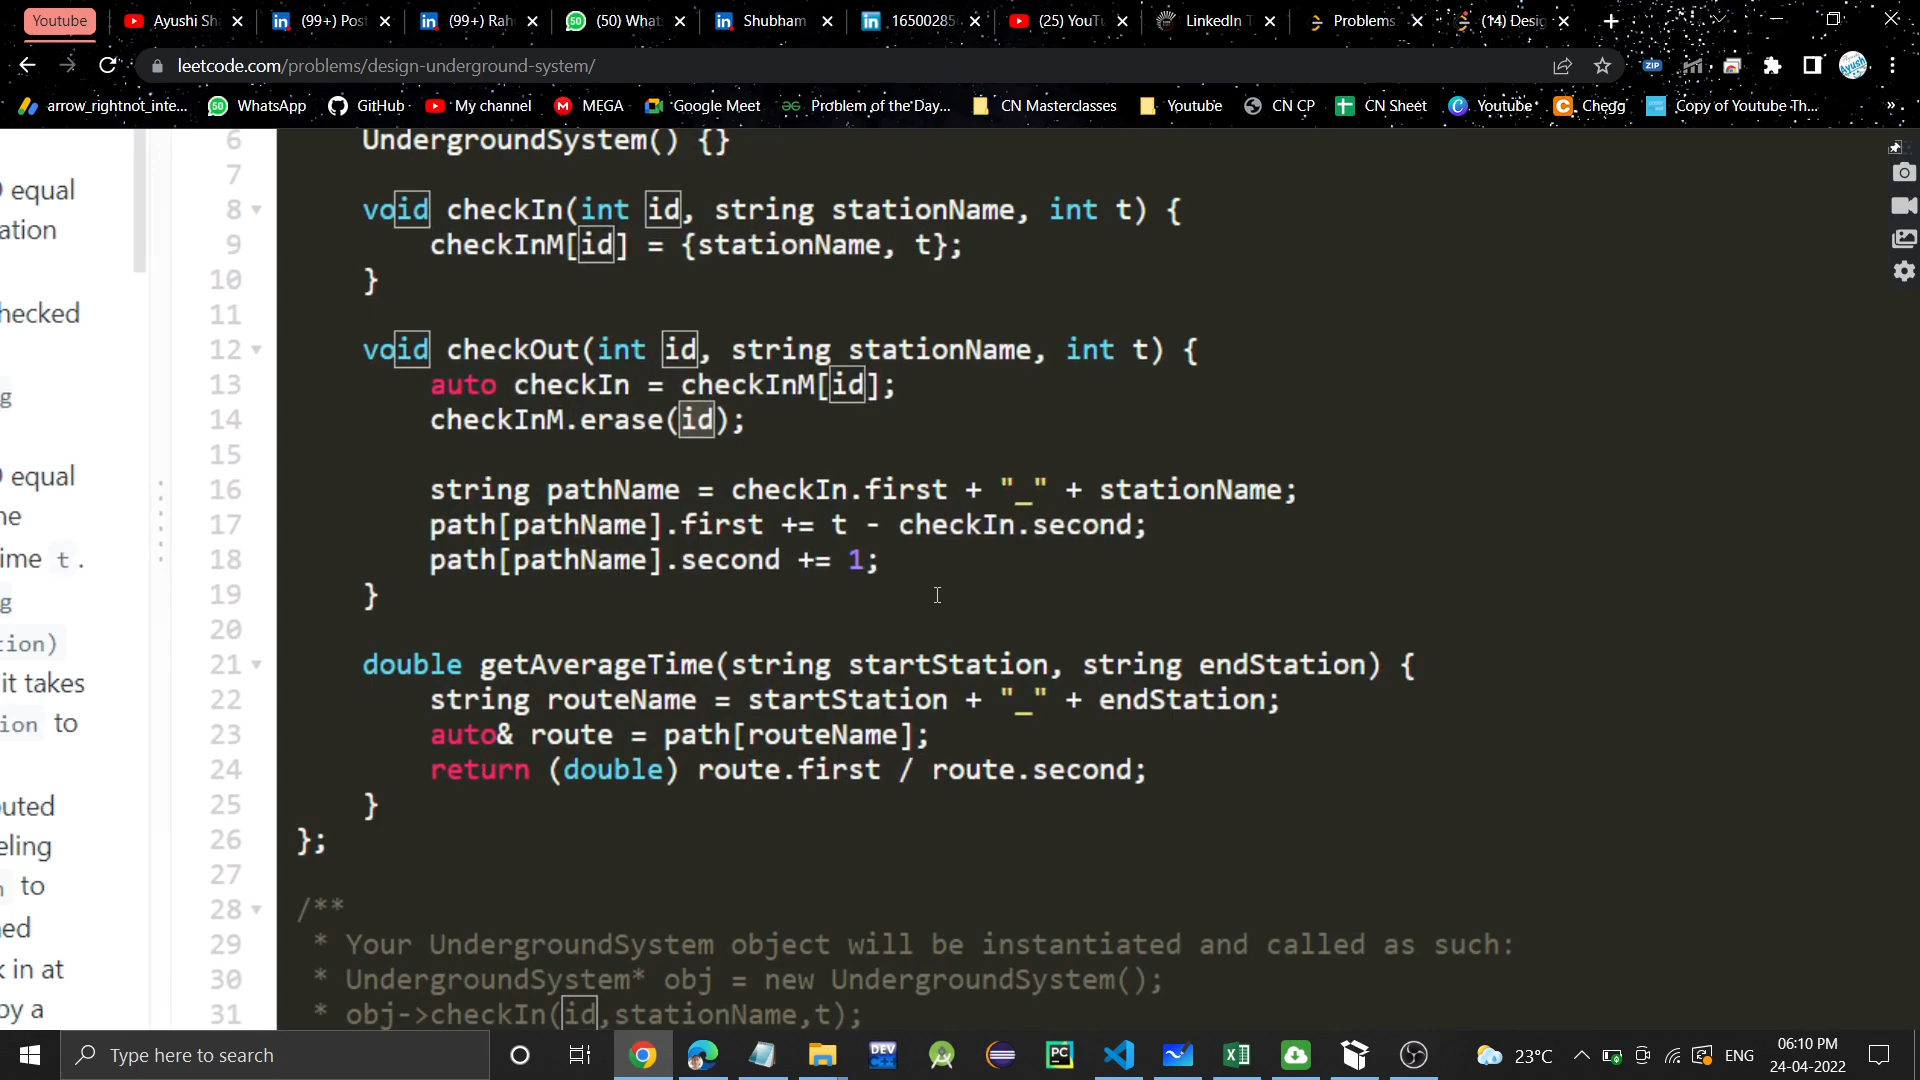 Youtube
Ayushi Sh
(99+) Post
(99+) Rah
(50) What
Shubham
16500285
(25) YouTu
LinkedIn T
Problems
(14) Desig
leetcode.com/problems/design-underground-system/
arrow_rightnot_inte...
WhatsApp
GitHub
My channel
MEGA
Google Meet
Problem of the Day...
CN Masterclasses
Youtube
CN CP
CN Sheet
Youtube
Chegg
Copy of Youtube Th...
»
equal
ation
hecked
g
equal
ne
ime t.
g
tion)
it takes
ion to
outed
eling
n to
ned
k in at
by a
6 UndergroundSystem() {}
7
8 void checkIn(int id, string stationName, int t) {
9 checkInM[id] = {stationName, t};
10 }
11
12 void checkOut(int id, string stationName, int t) {
13 auto checkIn = checkInM[id];
14 checkInM.erase(id);
15
16 string pathName = checkIn.first + "_" + stationName;
17 path[pathName].first += t - checkIn.second;
18 path[pathName].second += 1;
19 }
20
21 double getAverageTime(string startStation, string endStation) {
22 string routeName = startStation + "_" + endStation;
23 auto& route = path[routeName];
24 return (double) route.first / route.second;
25 }
26 };
27
28 /**
29 * Your UndergroundSystem object will be instantiated and called as such:
30 * UndergroundSystem* obj = new UndergroundSystem();
31 * obj->checkIn(id,stationName,t);
Type here to search
DEV
PC
23°C
ENG
06:10 PM
24-04-2022